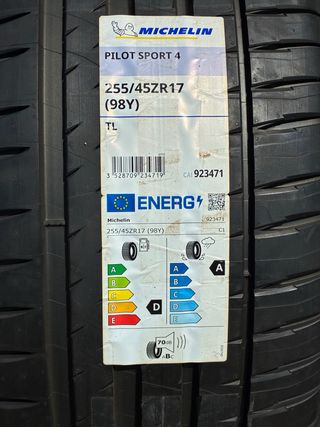 MICHELIN
PILOT SPORT 4
255/45ZR17
(98Y)
TL
3 528709 234719
CAI 923471
ENERG
Michelin 923471
255/45ZR17 (98Y) C1
A A
B B
C C
D D
E E
D
A
70 dB
ABC